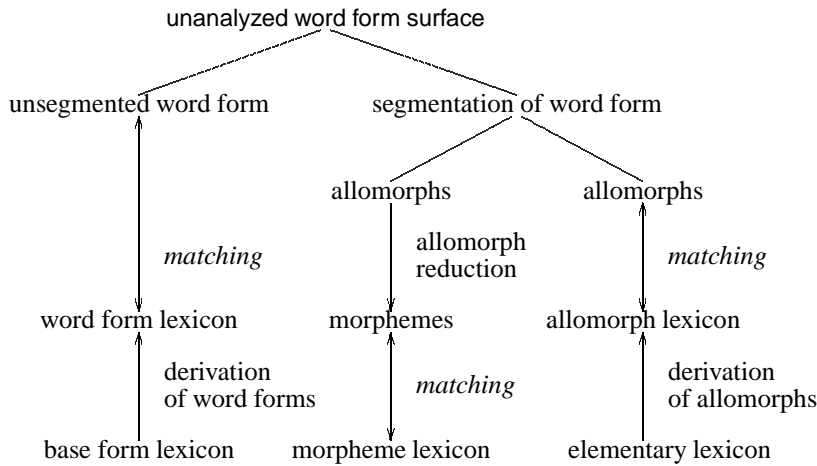 unanalyzed word form surface
unsegmented word form
segmentation of word form
allomorphs
allomorphs
matching
allomorph
reduction
matching
word form lexicon
morphemes
allomorph lexicon
derivation
of word forms
matching
derivation
of allomorphs
base form lexicon
morpheme lexicon
elementary lexicon